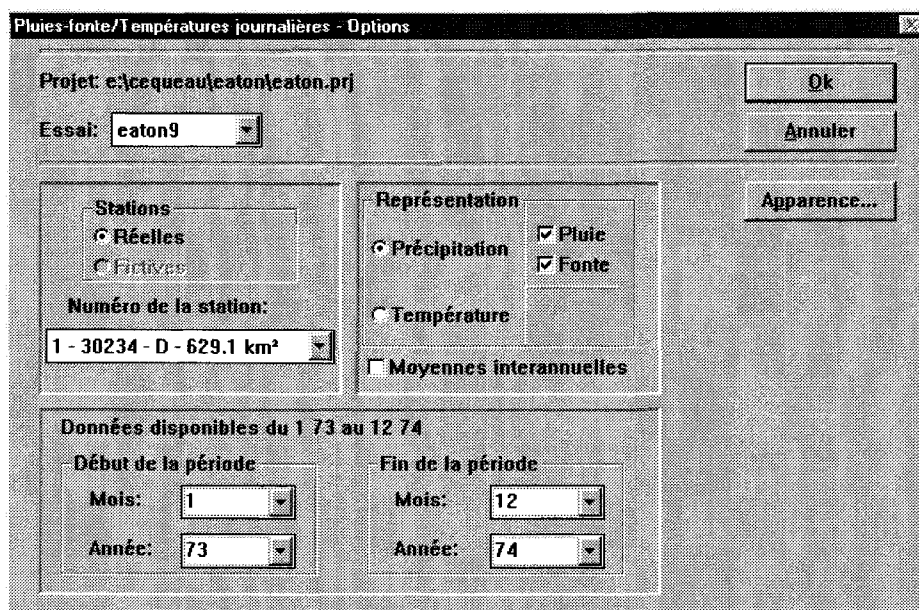 Pluies-fonte/Températures journalières - Options
Projet: e:\cequeau\eaton\eaton.prj
Ok
Essai: eaton9
Annuler
Apparence...
Stations
Réelles
Fictives
Numéro de la station:
1 - 30234 - D - 629.1 km²
Représentation
Précipitation
Pluie
Fonte
Température
Moyennes interannuelles
Données disponibles du 1 73 au 12 74
Début de la période
Mois: 1
Année: 73
Fin de la période
Mois: 12
Année: 74